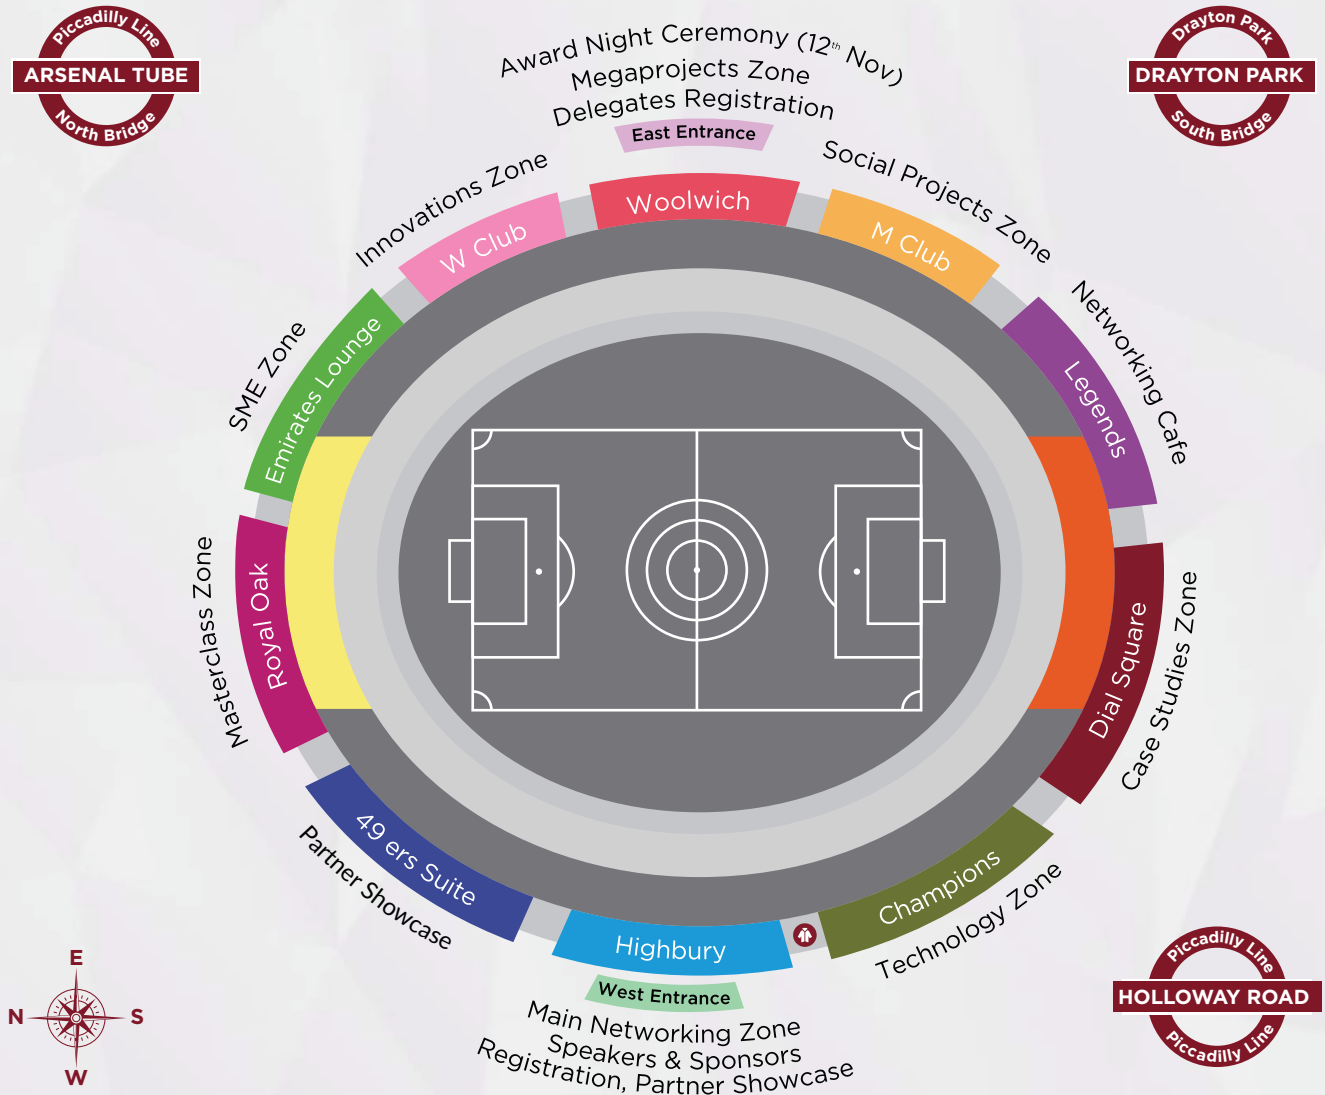 Piccadilly Line
ARSENAL TUBE
North Bridge
Drayton Park
DRAYTON PARK
South Bridge
Award Night Ceremony (12th Nov)
Megaprojects Zone
Delegates Registration
East Entrance
Woolwich
Innovations Zone
W Club
Social Projects Zone
M Club
SME Zone
Emirates Lounge
Networking Cafe
Legends
Masterclass Zone
Royal Oak
Case Studies Zone
Dial Square
Partner Showcase
49 ers Suite
Champions
Technology Zone
Highbury
West Entrance
Main Networking Zone
Speakers & Sponsors
Registration, Partner Showcase
E
N S
W
Piccadilly Line
HOLLOWAY ROAD
Piccadilly Line